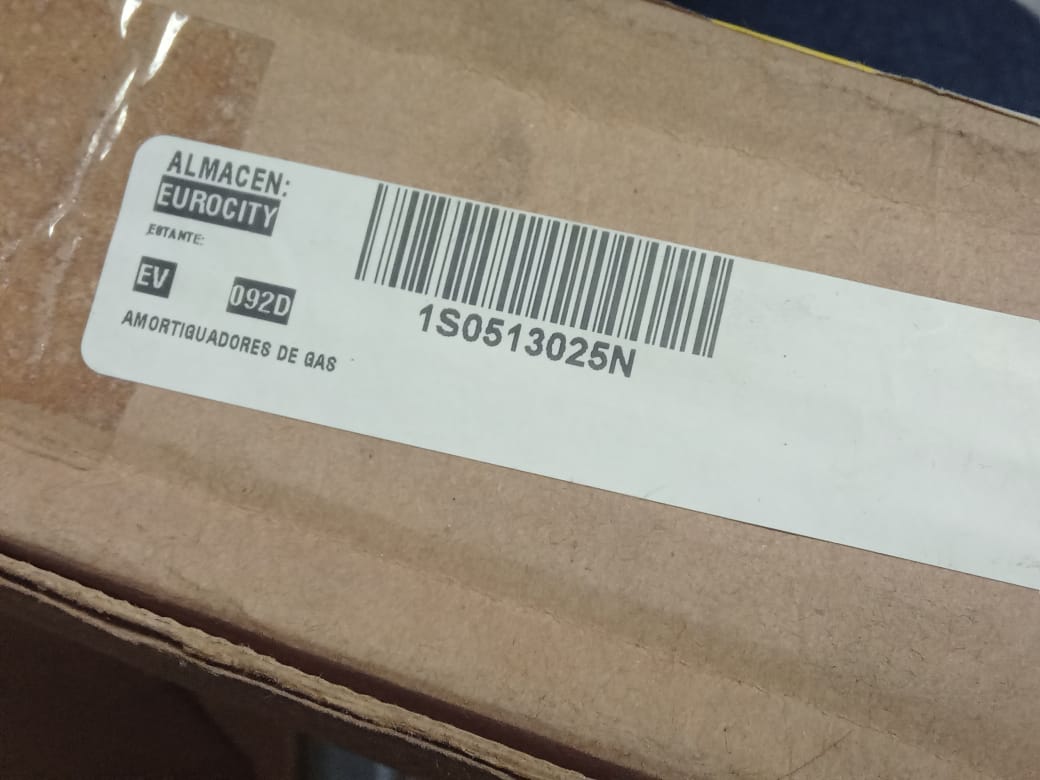 ALMACEN:
EUROCITY
ESTANTE:
EV 092D
AMORTIGUADORES DE GAS
1S0513025N